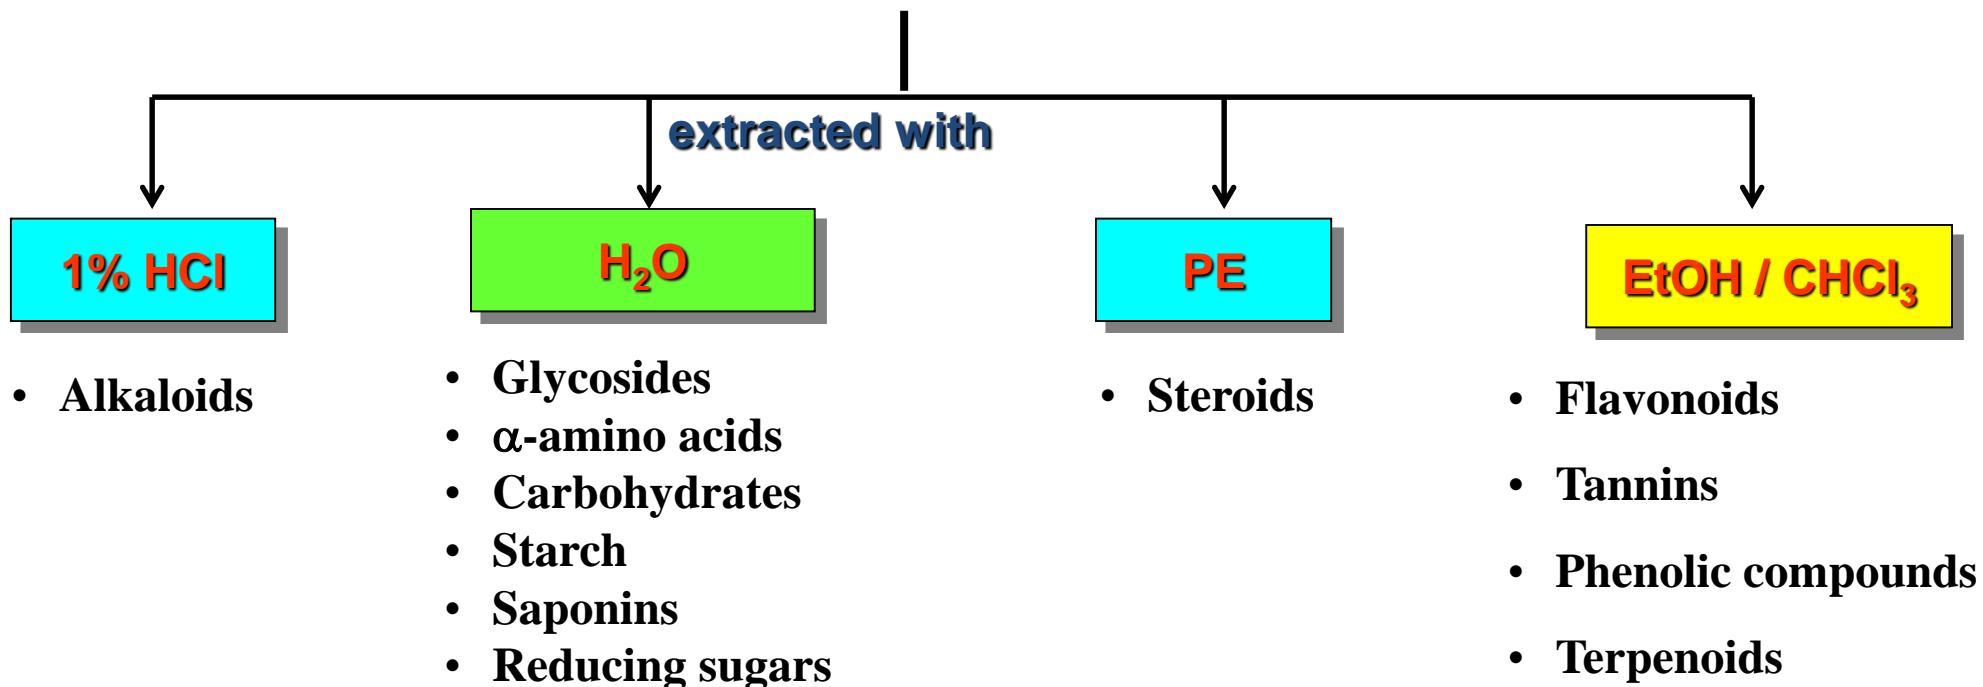 extracted with
1% HCl
H₂O
PE
EtOH / CHCl₃
• Alkaloids
• Glycosides
• α-amino acids
• Carbohydrates
• Starch
• Saponins
• Reducing sugars
• Steroids
• Flavonoids
• Tannins
• Phenolic compounds
• Terpenoids